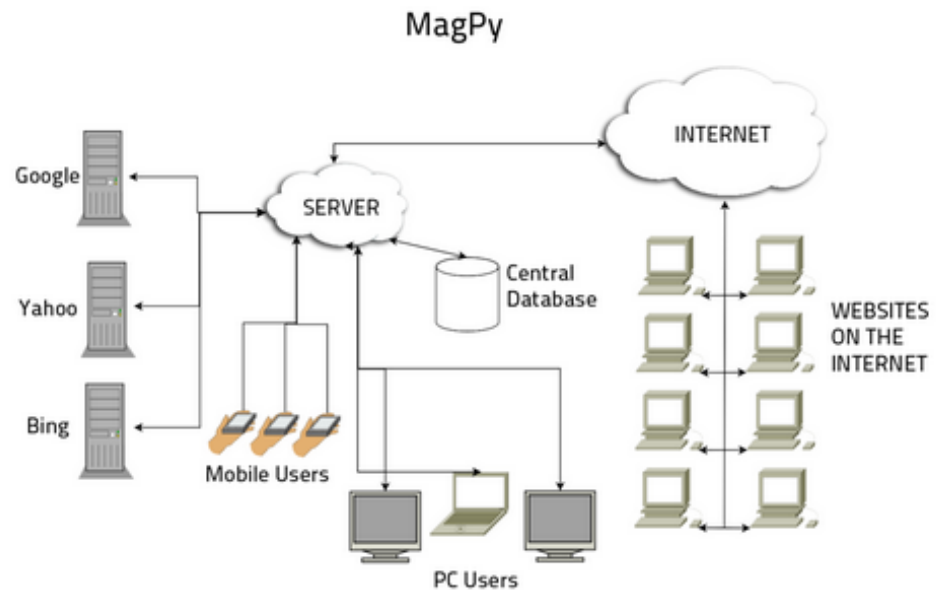 MagPy
INTERNET
Google
SERVER
Central
Database
Yahoo
WEBSITES
ON THE
INTERNET
Bing
Mobile Users
PC Users